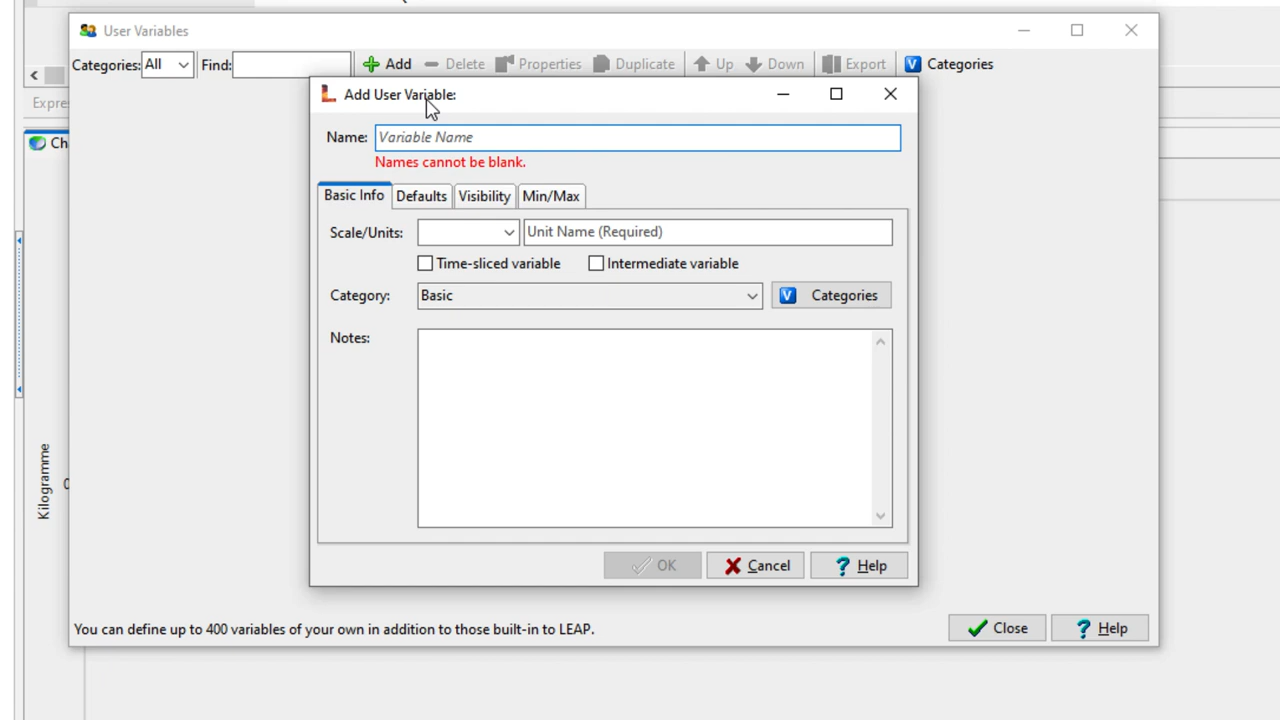 User Variables
Categories: All Find: Add Delete Properties Duplicate Up Down Export V Categories
Expres
Add User Variable:
Ch
Name: Variable Name
Names cannot be blank.
Basic Info Defaults Visibility Min/Max
Scale/Units: Unit Name (Required)
Time-sliced variable Intermediate variable
Category: Basic V Categories
Notes:
Kilogramme
0
OK Cancel ? Help
You can define up to 400 variables of your own in addition to those built-in to LEAP.
Close ? Help